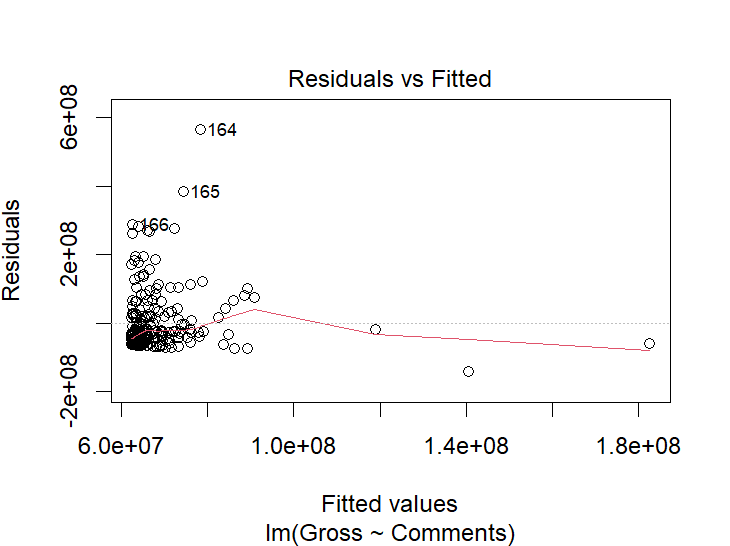 Residuals vs Fitted
Residuals
6e+08
2e+08
-2e+08
164
165
166
6.0e+07 1.0e+08 1.4e+08 1.8e+08
Fitted values
lm(Gross ~ Comments)